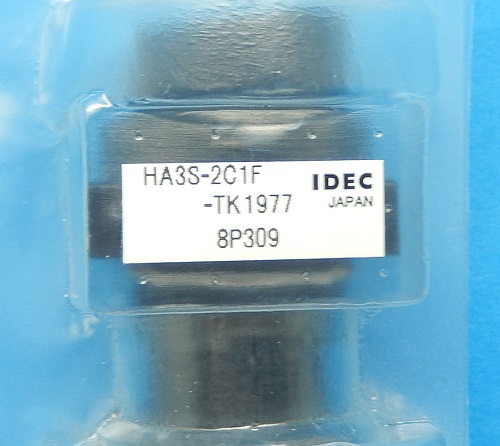 HA3S-2C1F
-TK1977
8P309
IDEC
JAPAN